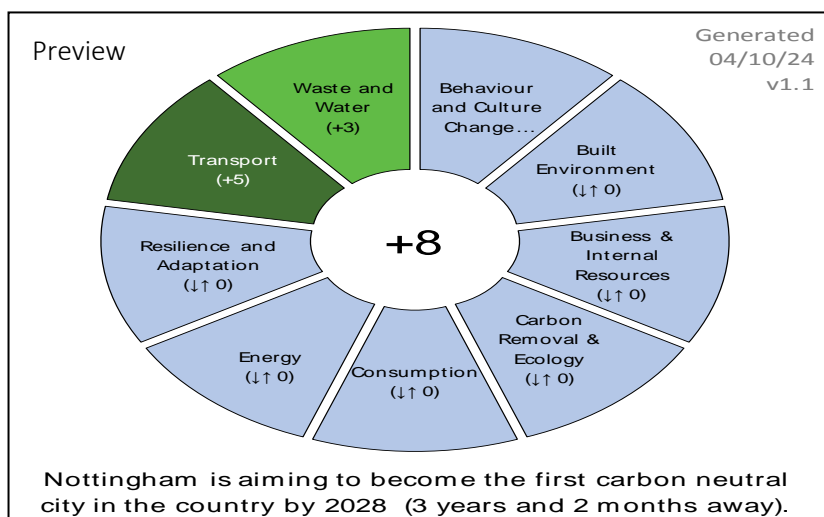 Preview
Generated
04/10/24
v1.1
Waste and
Water
(+3)
Behaviour
and Culture
Change...
Built
Environment
(↓↑ 0)
Transport
(+5)
+8
Business &
Internal
Resources
(↓↑ 0)
Resilience and
Adaptation
(↓↑ 0)
Carbon
Removal &
Ecology
(↓↑ 0)
Energy
(↓↑ 0)
Consumption
(↓↑ 0)
Nottingham is aiming to become the first carbon neutral
city in the country by 2028 (3 years and 2 months away).